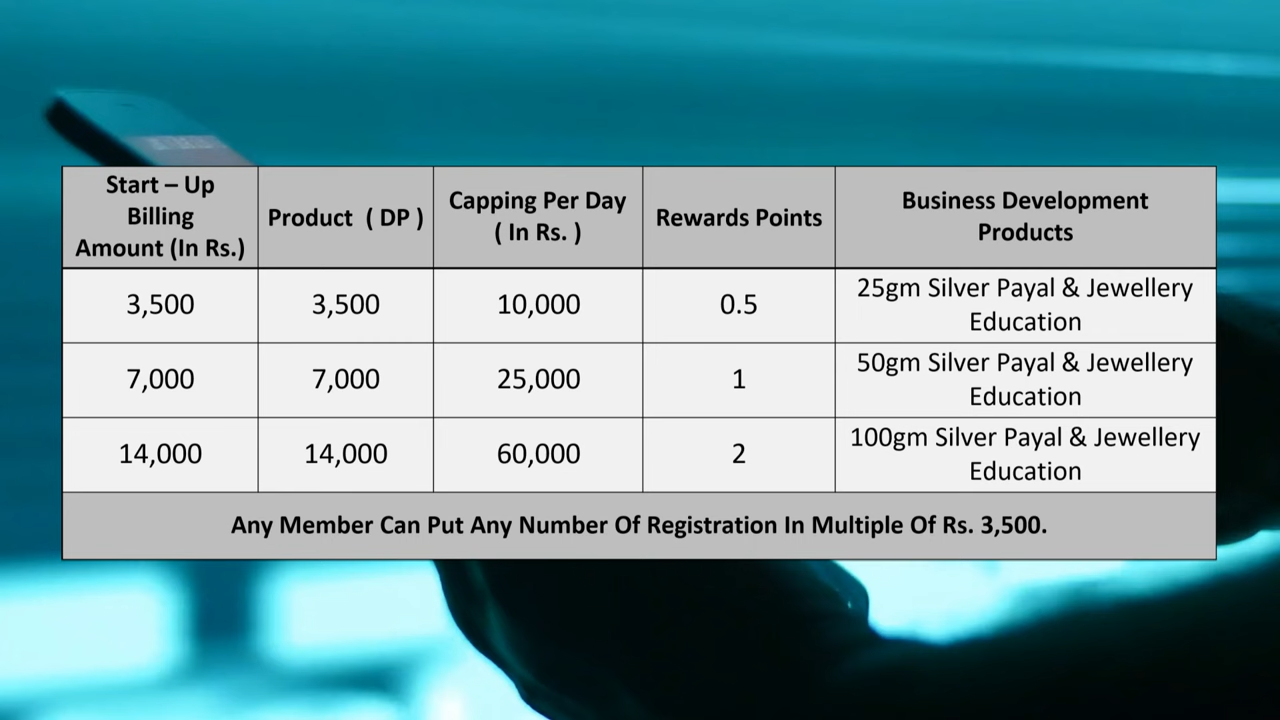 Start – Up
Billing
Amount (In Rs.)
Product ( DP )
Capping Per Day
( In Rs. )
Rewards Points
Business Development
Products
3,500
3,500
10,000
0.5
25gm Silver Payal & Jewellery
Education
7,000
7,000
25,000
1
50gm Silver Payal & Jewellery
Education
14,000
14,000
60,000
2
100gm Silver Payal & Jewellery
Education
Any Member Can Put Any Number Of Registration In Multiple Of Rs. 3,500.